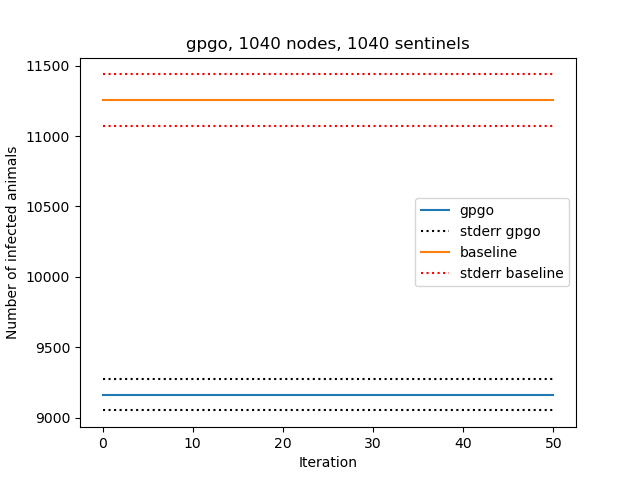 gpgo, 1040 nodes, 1040 sentinels
Number of infected animals
11500
11000
10500
10000
9500
9000
gpgo
stderr gpgo
baseline
stderr baseline
0 10 20 30 40 50
Iteration